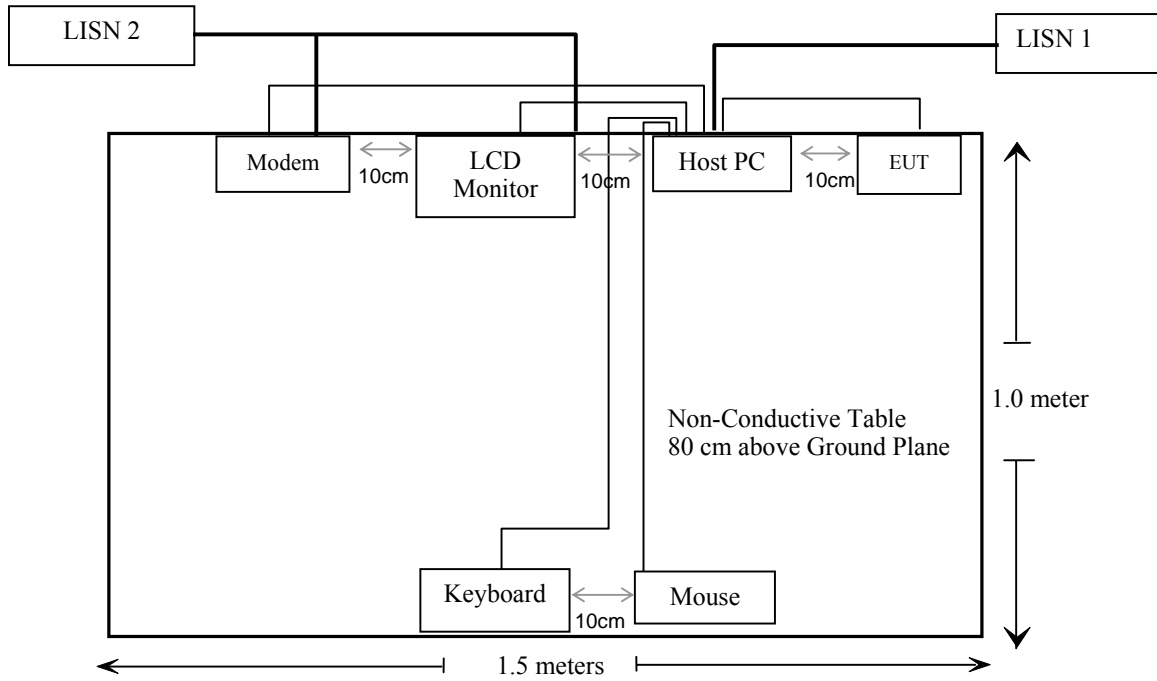 LISN 2
LISN 1
Modem
10cm
LCD
Monitor
10cm
Host PC
10cm
EUT
1.0 meter
Non-Conductive Table
80 cm above Ground Plane
Keyboard
10cm
Mouse
1.5 meters